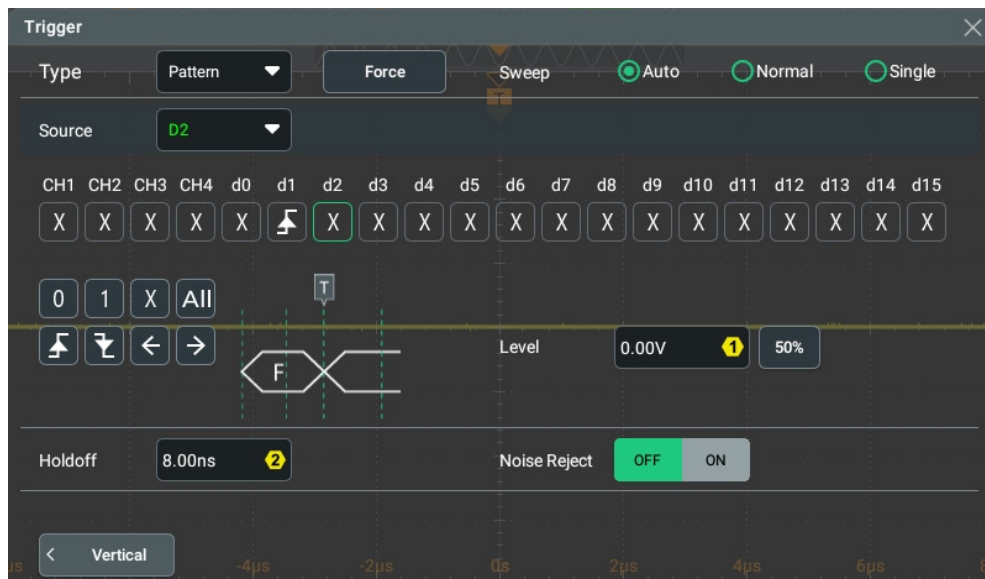 Trigger
Type Pattern Force Sweep Auto Normal Single
T
Source D2
CH1 CH2 CH3 CH4 d0 d1 d2 d3 d4 d5 d6 d7 d8 d9 d10 d11 d12 d13 d14 d15
X X X X X X X X X X X X X X X X X X X
0 1 X All
T
F
Level 0.00V 1 50%
Holdoff 8.00ns 2 Noise Reject OFF ON
Vertical
-4µs -2µs 0s 2µs 4µs 6µs